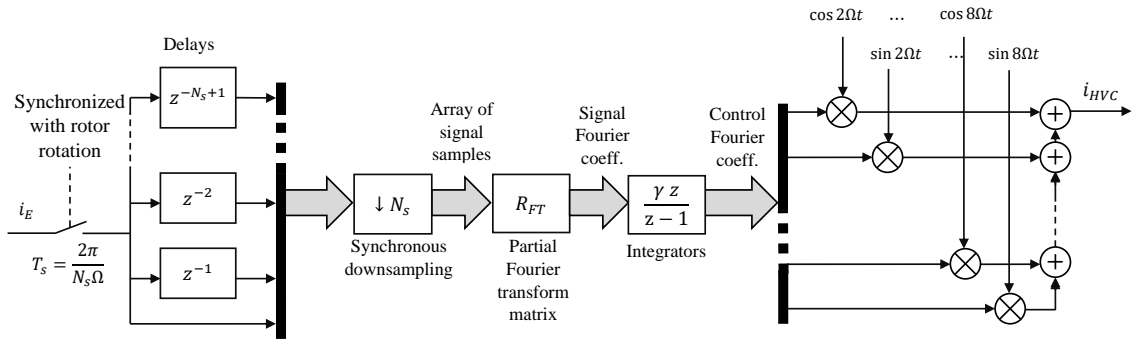 cos 2Ωt ... cos 8Ωt
sin 2Ωt ... sin 8Ωt
Delays
z^{-N_s+1}
Synchronized
with rotor
rotation
Array of
signal
samples
Signal
Fourier
coeff.
Control
Fourier
coeff.
i_{HVC}
z^{-2}
↓ N_s
R_{FT}
γ z
z − 1
i_E
T_s = 2π
N_sΩ
z^{-1}
Synchronous
downsampling
Partial
Fourier
transform
matrix
Integrators
+
+
+
+